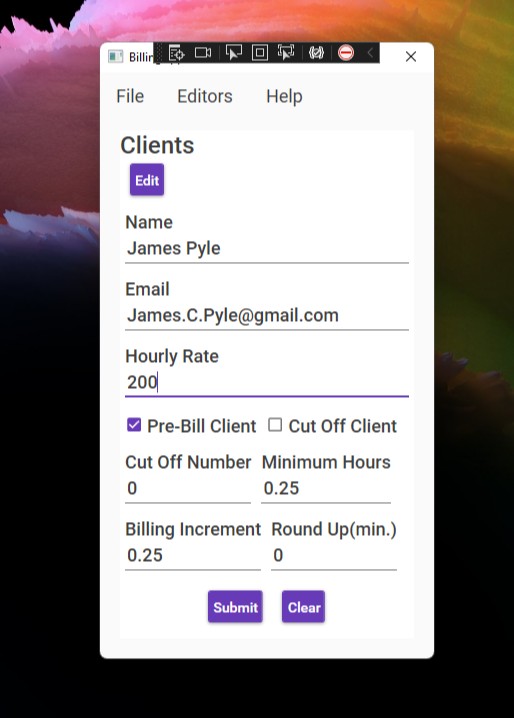 File Editors Help
Clients
Edit
Name
James Pyle
Email
James.C.Pyle@gmail.com
Hourly Rate
200
Pre-Bill Client Cut Off Client
Cut Off Number Minimum Hours
0 0.25
Billing Increment Round Up(min.)
0.25 0
Submit Clear